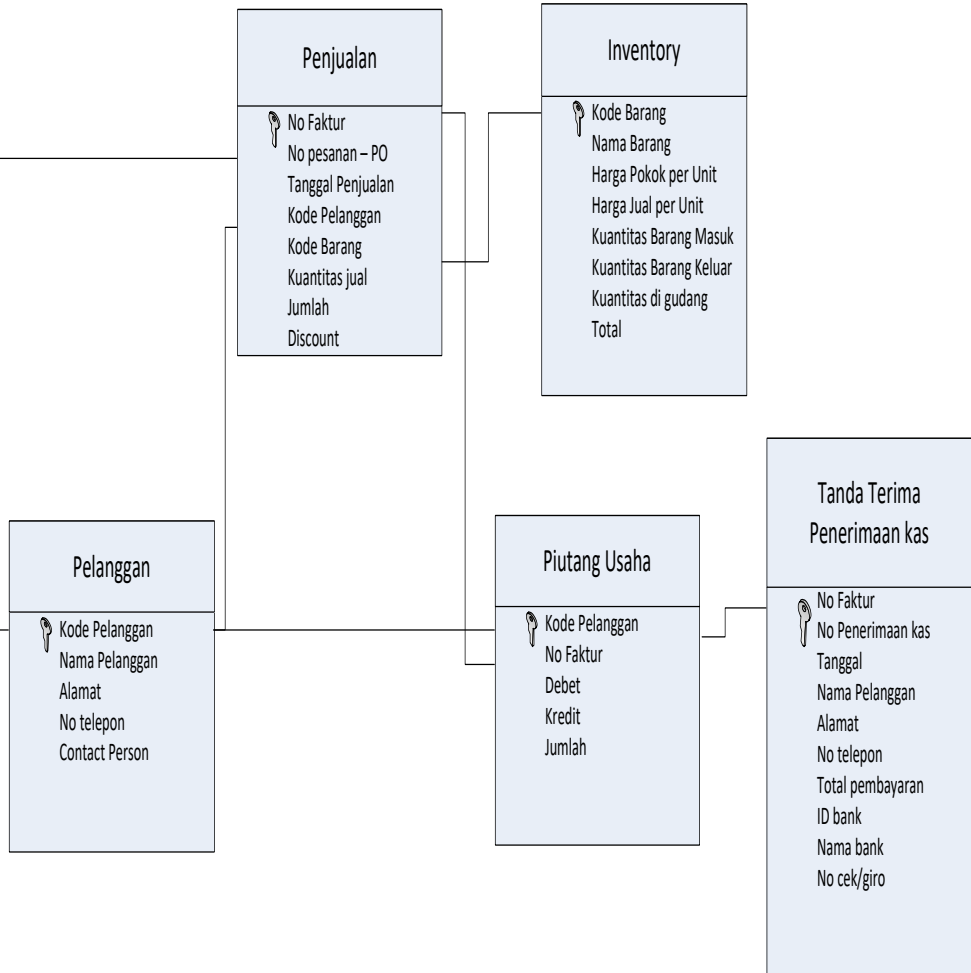 Penjualan
No Faktur
No pesanan – PO
Tanggal Penjualan
Kode Pelanggan
Kode Barang
Kuantitas jual
Jumlah
Discount
Inventory
Kode Barang
Nama Barang
Harga Pokok per Unit
Harga Jual per Unit
Kuantitas Barang Masuk
Kuantitas Barang Keluar
Kuantitas di gudang
Total
Pelanggan
Kode Pelanggan
Nama Pelanggan
Alamat
No telepon
Contact Person
Piutang Usaha
Kode Pelanggan
No Faktur
Debet
Kredit
Jumlah
Tanda Terima
Penerimaan kas
No Faktur
No Penerimaan kas
Tanggal
Nama Pelanggan
Alamat
No telepon
Total pembayaran
ID bank
Nama bank
No cek/giro